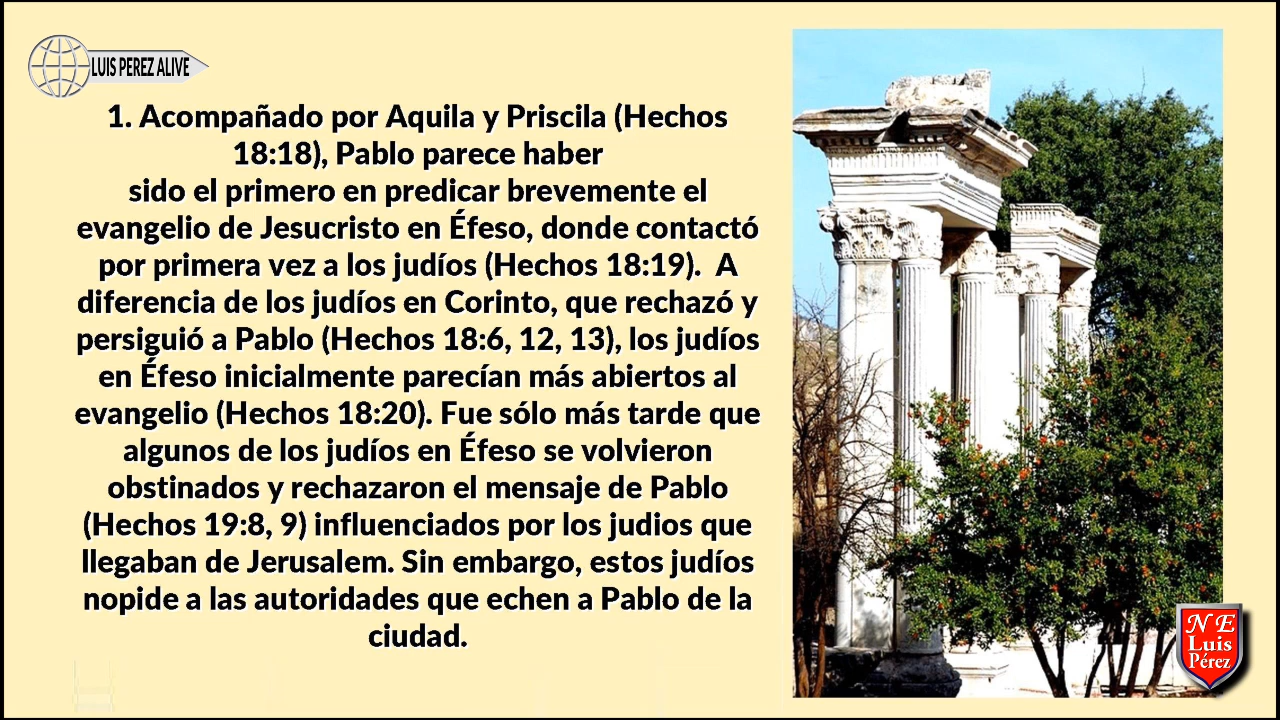 LUIS PEREZ ALIVE
1. Acompañado por Aquila y Priscila (Hechos
18:18), Pablo parece haber
sido el primero en predicar brevemente el
evangelio de Jesucristo en Éfeso, donde contactó
por primera vez a los judíos (Hechos 18:19).  A
diferencia de los judíos en Corinto, que rechazó y
persiguió a Pablo (Hechos 18:6, 12, 13), los judíos
en Éfeso inicialmente parecían más abiertos al
evangelio (Hechos 18:20). Fue sólo más tarde que
algunos de los judíos en Éfeso se volvieron
obstinados y rechazaron el mensaje de Pablo
(Hechos 19:8, 9) influenciados por los judios que
llegaban de Jerusalem. Sin embargo, estos judíos
nopide a las autoridades que echen a Pablo de la
ciudad.
N E
Luis
Pérez